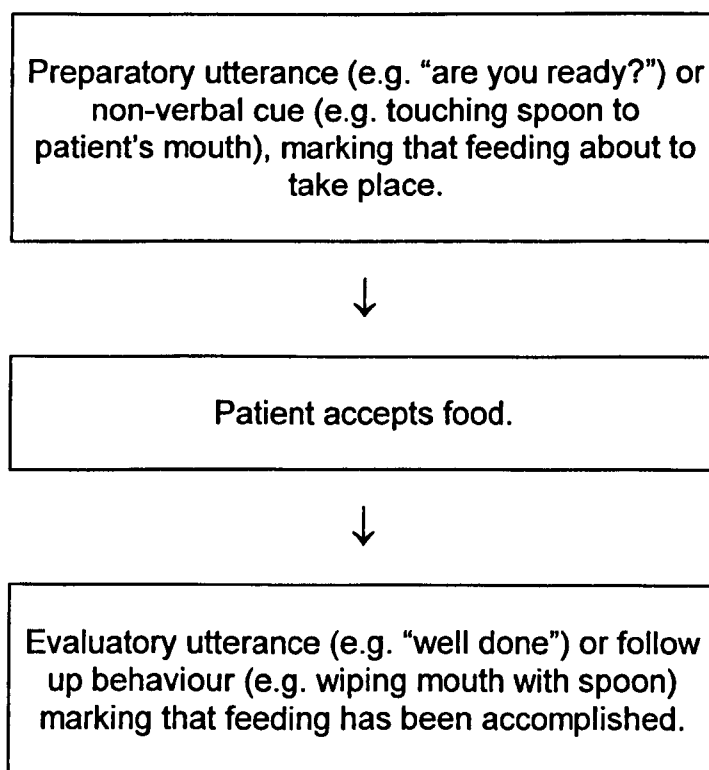 Preparatory utterance (e.g. “are you ready?”) or
non-verbal cue (e.g. touching spoon to
patient's mouth), marking that feeding about to
take place.
↓
Patient accepts food.
↓
Evaluatory utterance (e.g. “well done”) or follow
up behaviour (e.g. wiping mouth with spoon)
marking that feeding has been accomplished.